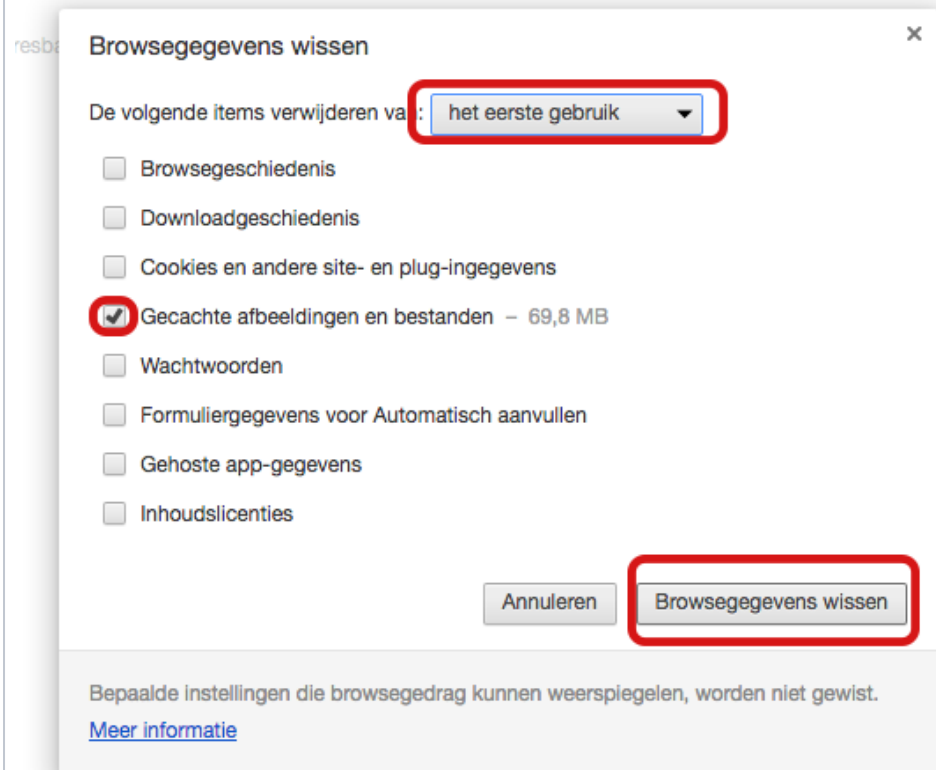 resba
Browsegegevens wissen
De volgende items verwijderen van: het eerste gebruik
Browsegeschiedenis
Downloadgeschiedenis
Cookies en andere site- en plug-ingegevens
Gecachte afbeeldingen en bestanden – 69,8 MB
Wachtwoorden
Formuliergegevens voor Automatisch aanvullen
Gehoste app-gegevens
Inhoudslicenties
Annuleren Browsegegevens wissen
Bepaalde instellingen die browsegedrag kunnen weerspiegelen, worden niet gewist.
Meer informatie